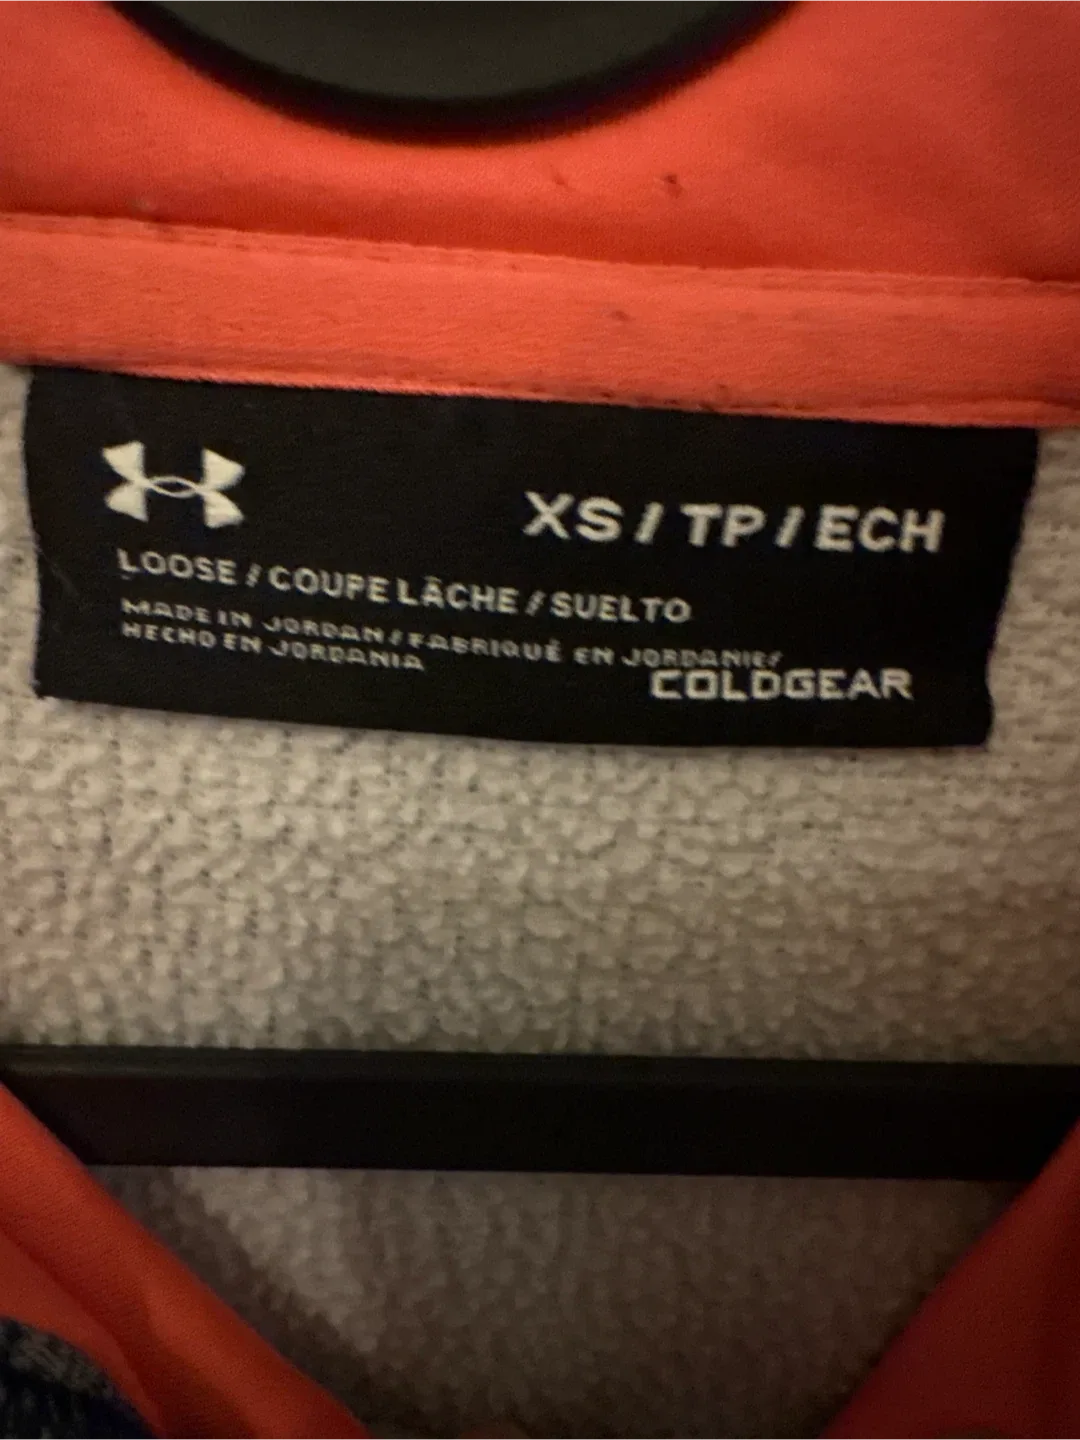 XS / TP / ECH
LOOSE / COUPE LÂCHE / SUELTO
MADE IN JORDAN / FABRIQUÉ EN JORDANIE/
HECHO EN JORDANIA
COLDGEAR